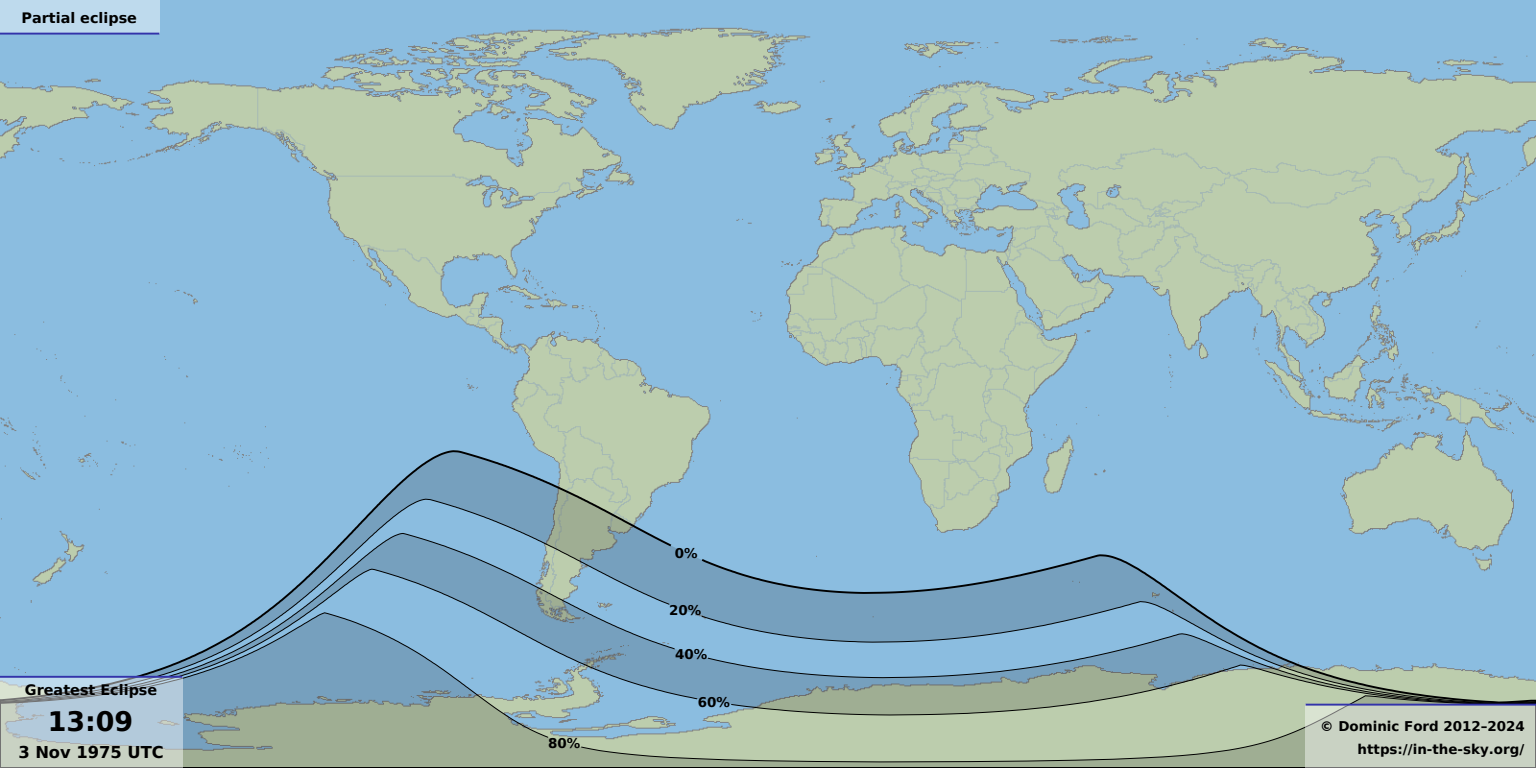 Partial eclipse
0%
20%
40%
60%
80%
Greatest Eclipse
13:09
3 Nov 1975 UTC
© Dominic Ford 2012–2024
https://in-the-sky.org/